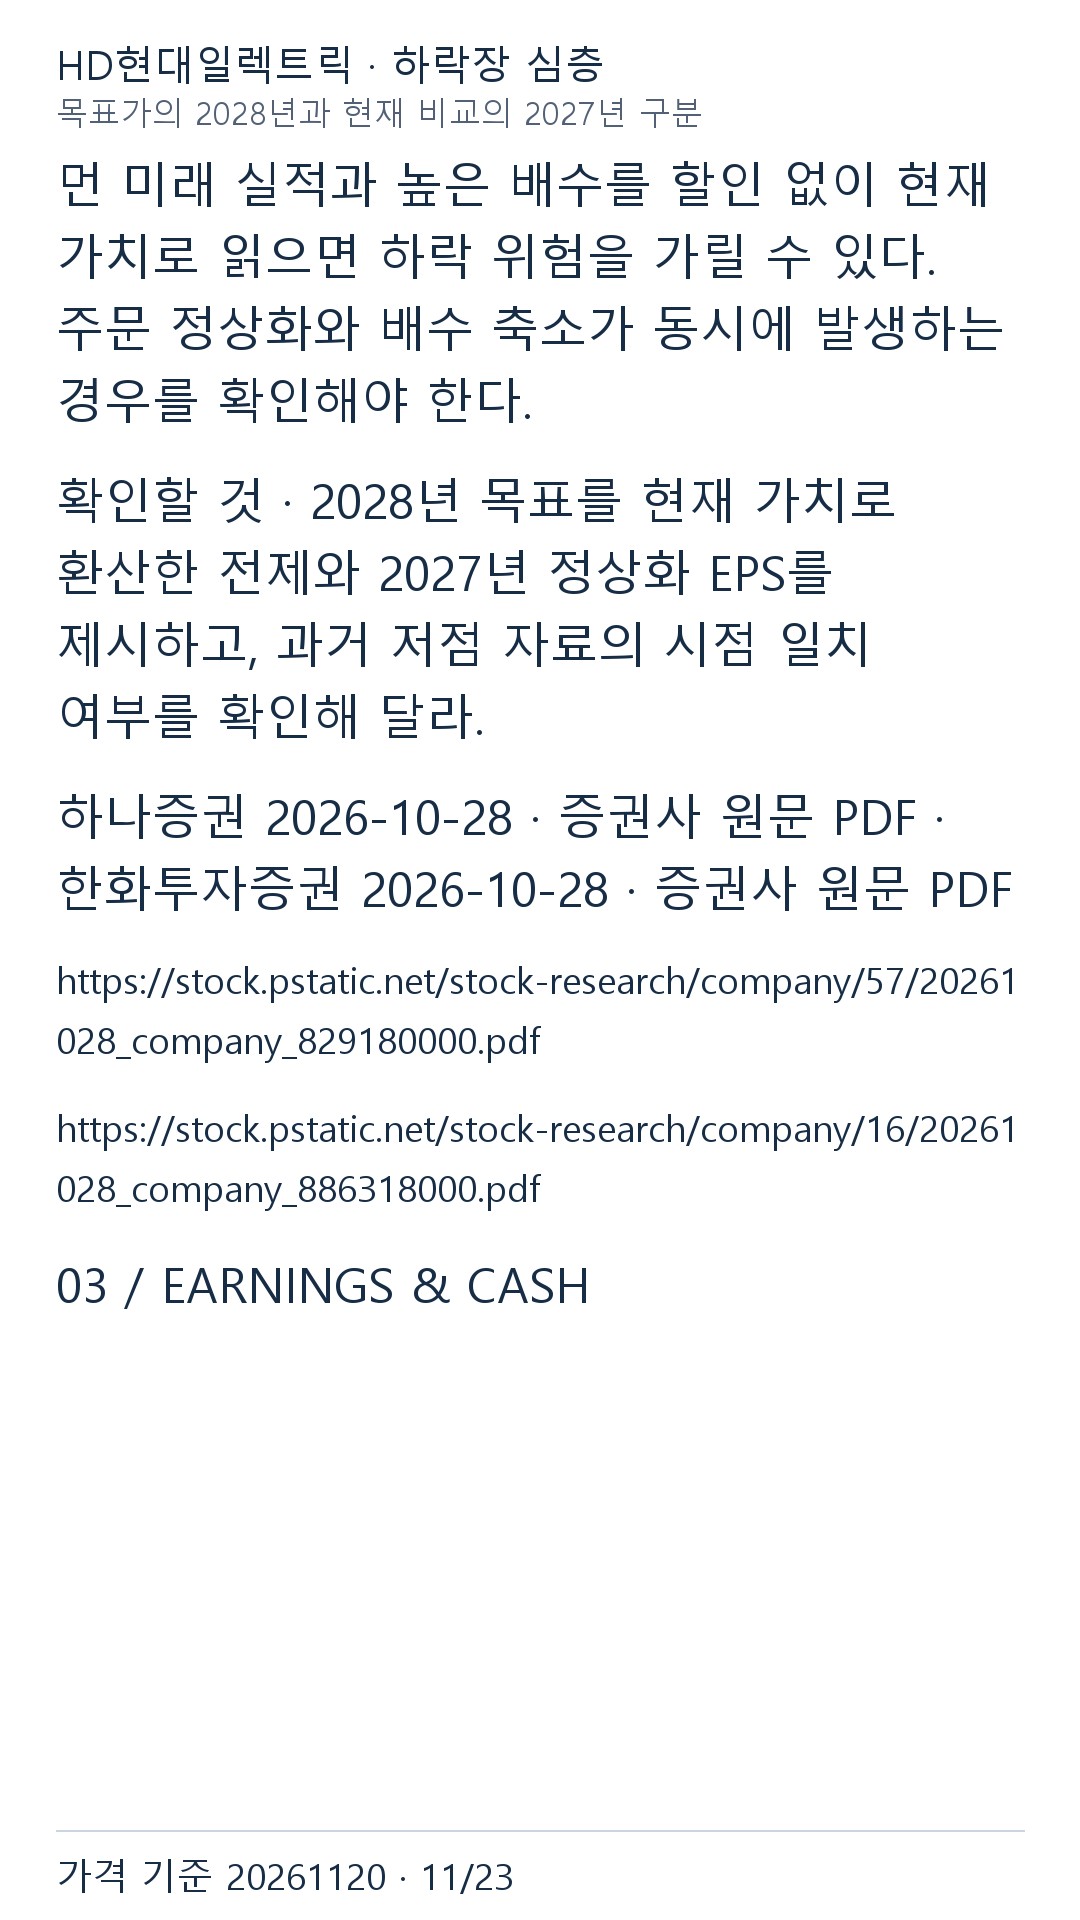 HD현대일렉트릭 · 하락장 심층
목표가의 2028년과 현재 비교의 2027년 구분
먼 미래 실적과 높은 배수를 할인 없이 현재
가치로 읽으면 하락 위험을 가릴 수 있다.
주문 정상화와 배수 축소가 동시에 발생하는
경우를 확인해야 한다.
확인할 것 · 2028년 목표를 현재 가치로
환산한 전제와 2027년 정상화 EPS를
제시하고, 과거 저점 자료의 시점 일치
여부를 확인해 달라.
하나증권 2026-10-28 · 증권사 원문 PDF ·
한화투자증권 2026-10-28 · 증권사 원문 PDF
https://stock.pstatic.net/stock-research/company/57/20261
028_company_829180000.pdf
https://stock.pstatic.net/stock-research/company/16/20261
028_company_886318000.pdf
03 / EARNINGS & CASH
가격 기준 20261120 · 11/23